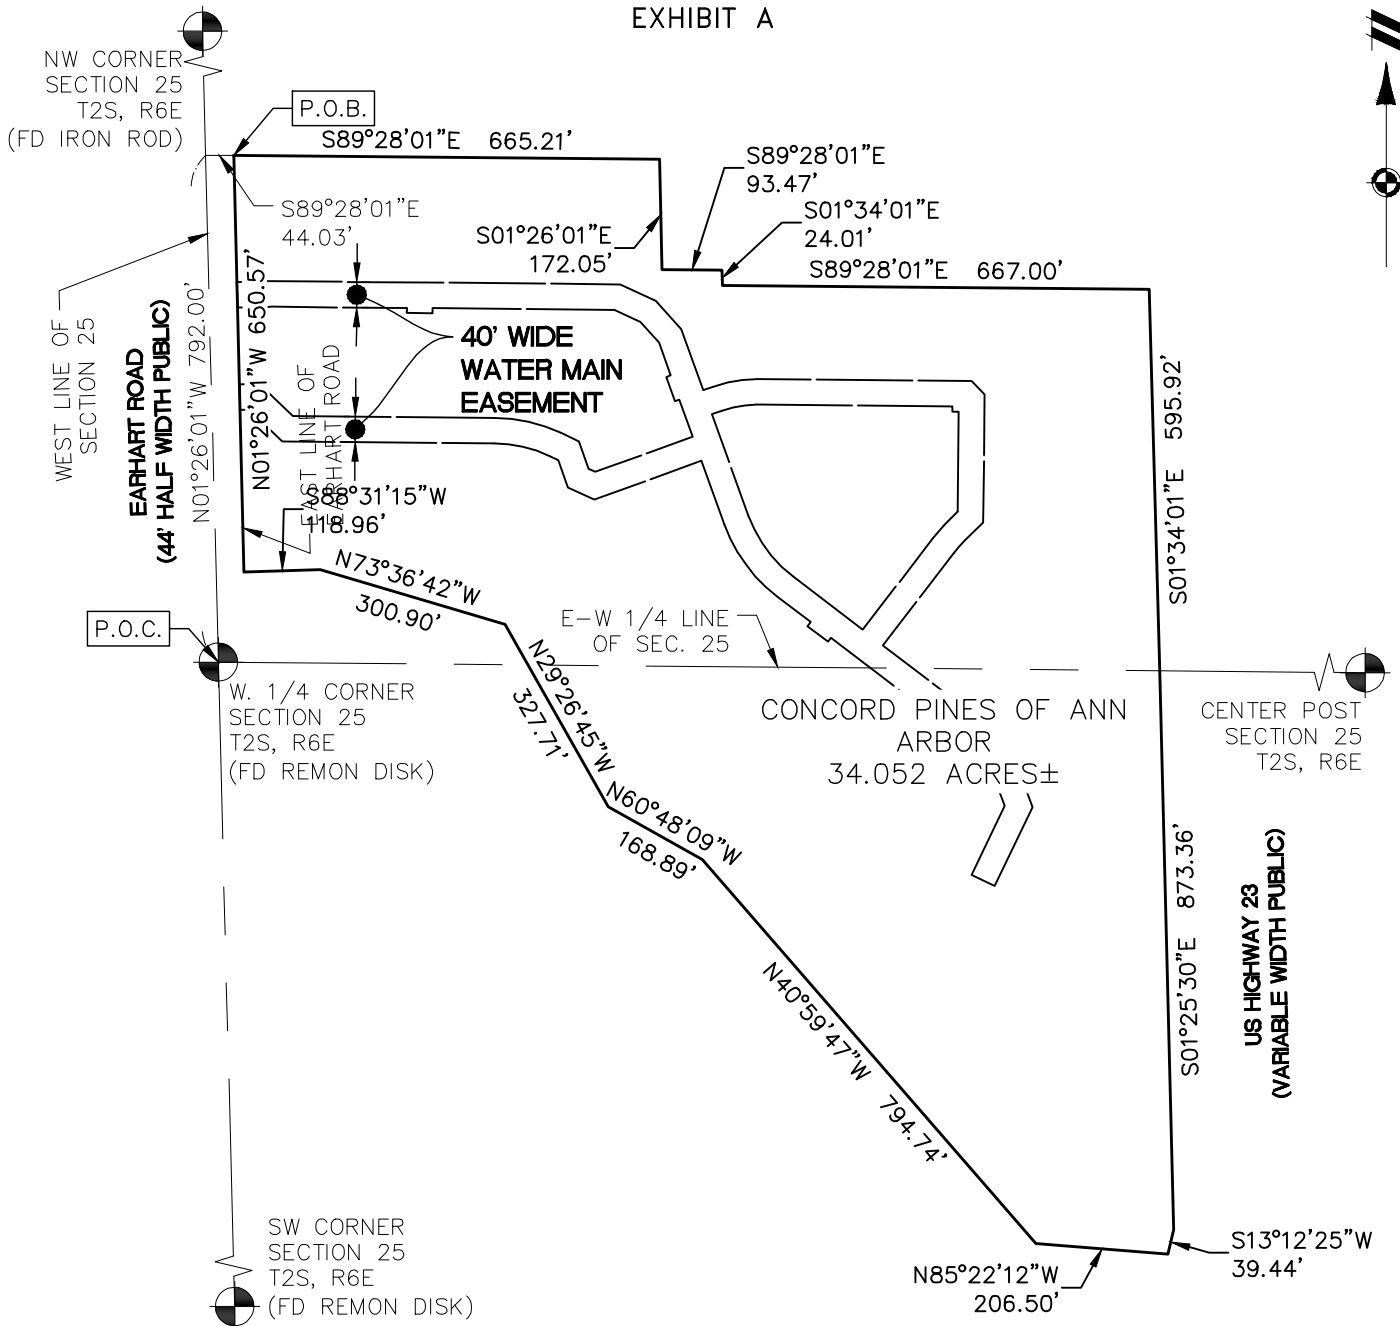 EXHIBIT A
NW CORNER
SECTION 25
T2S, R6E
(FD IRON ROD)
P.O.B.
S89°28'01"E 665.21'
S89°28'01"E
93.47'
S89°28'01"E
44.03'
S01°34'01"E
24.01'
S01°26'01"E
172.05'
S89°28'01"E 667.00'
WEST LINE OF
SECTION 25
EARHART ROAD
(44' HALF WIDTH PUBLIC)
N01°26'01"W 792.00'
N01°26'01"W 650.57'
EAST LINE OF
EARHART ROAD
40' WIDE
WATER MAIN
EASEMENT
S01°34'01"E 595.92'
S88°31'15"W
118.96'
N73°36'42"W
300.90'
P.O.C.
E-W 1/4 LINE
OF SEC. 25
W. 1/4 CORNER
SECTION 25
T2S, R6E
(FD REMON DISK)
N29°26'45"W
327.71'
CONCORD PINES OF ANN
ARBOR
34.052 ACRES±
CENTER POST
SECTION 25
T2S, R6E
N60°48'09"W
168.89'
S01°25'30"E 873.36'
US HIGHWAY 23
(VARIABLE WIDTH PUBLIC)
N40°59'47"W 794.74'
SW CORNER
SECTION 25
T2S, R6E
(FD REMON DISK)
S13°12'25"W
39.44'
N85°22'12"W
206.50'